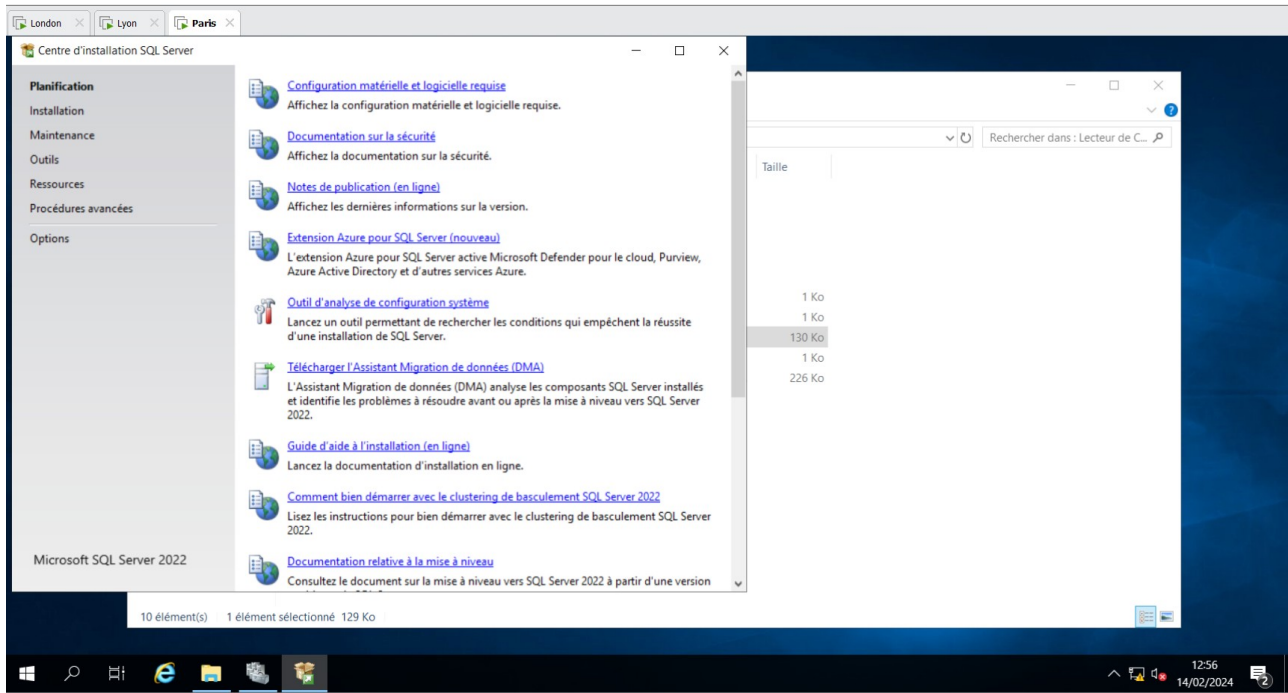 London
Lyon
Paris
Centre d'installation SQL Server
Planification
Installation
Maintenance
Outils
Ressources
Procédures avancées
Options
Microsoft SQL Server 2022
Configuration matérielle et logicielle requise
Affichez la configuration matérielle et logicielle requise.
Documentation sur la sécurité
Affichez la documentation sur la sécurité.
Notes de publication (en ligne)
Affichez les dernières informations sur la version.
Extension Azure pour SQL Server (nouveau)
L'extension Azure pour SQL Server active Microsoft Defender pour le cloud, Purview,
Azure Active Directory et d'autres services Azure.
Outil d'analyse de configuration système
Lancez un outil permettant de rechercher les conditions qui empêchent la réussite
d'une installation de SQL Server.
Télécharger l'Assistant Migration de données (DMA)
L'Assistant Migration de données (DMA) analyse les composants SQL Server installés
et identifie les problèmes à résoudre avant ou après la mise à niveau vers SQL Server
2022.
Guide d'aide à l'installation (en ligne)
Lancez la documentation d'installation en ligne.
Comment bien démarrer avec le clustering de basculement SQL Server 2022
Lisez les instructions pour bien démarrer avec le clustering de basculement SQL Server
2022.
Documentation relative à la mise à niveau
Consultez le document sur la mise à niveau vers SQL Server 2022 à partir d'une version
Rechercher dans : Lecteur de C...
Taille
1 Ko
1 Ko
130 Ko
1 Ko
226 Ko
10 élément(s) 1 élément sélectionné 129 Ko
12:56
14/02/2024
2